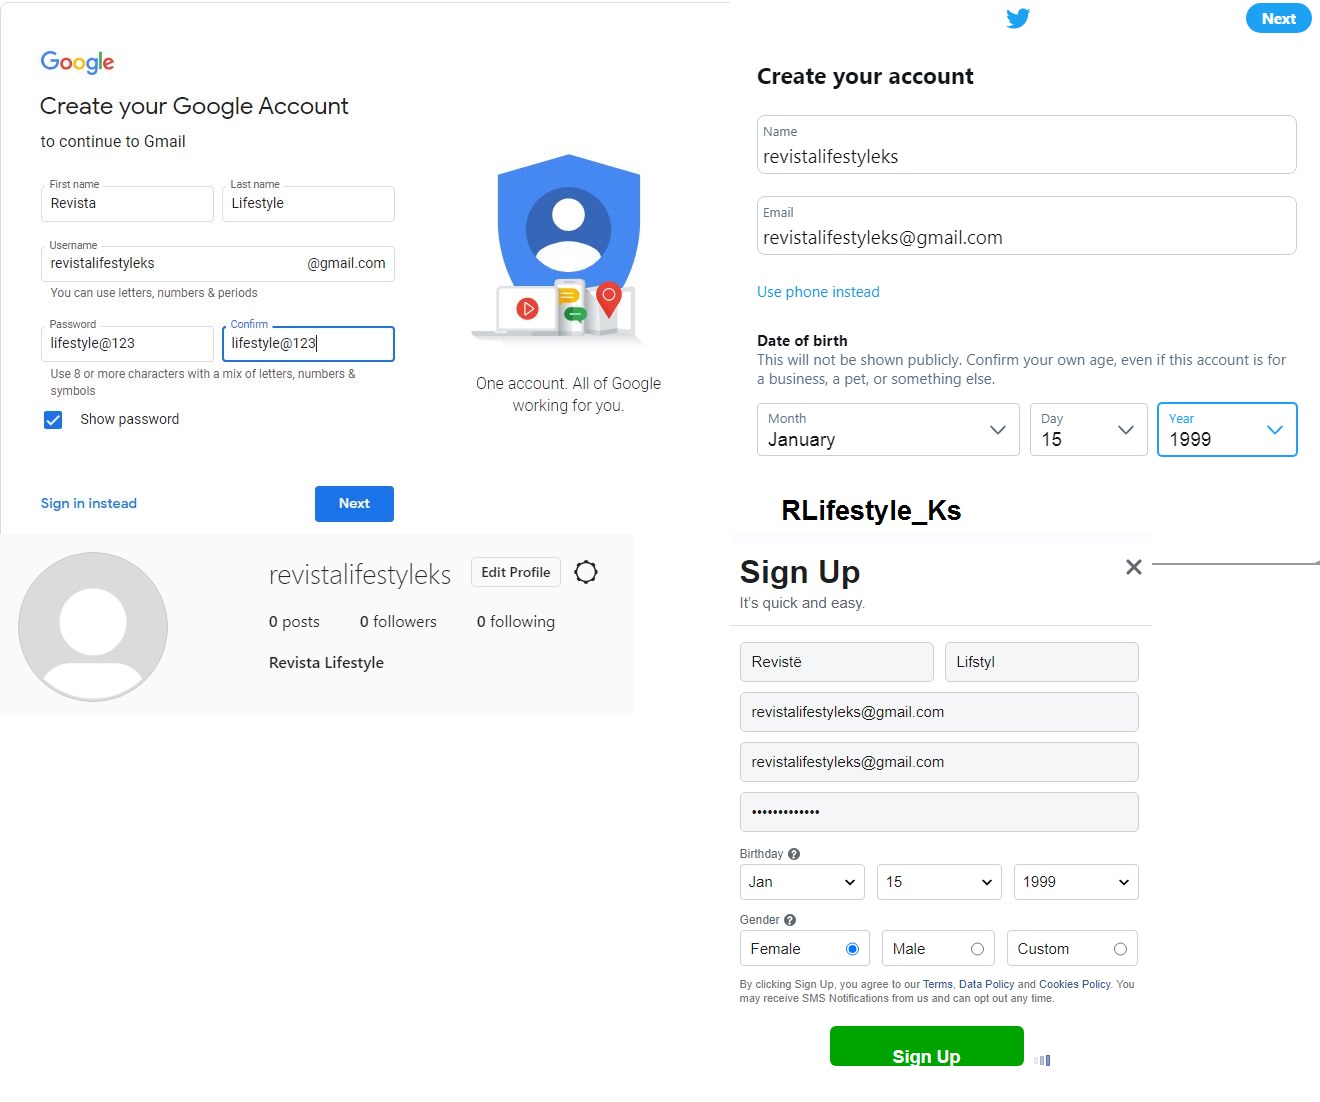 Google
Create your Google Account
to continue to Gmail
First name
Last name
Revista
Lifestyle
Username
revistalifestyleks
@gmail.com
You can use letters, numbers & periods
Password
Confirm
lifestyle@123
lifestyle@123
Use 8 or more characters with a mix of letters, numbers &
symbols
Show password
Sign in instead
Next
One account. All of Google
working for you.
Next
Create your account
Name
revistalifestyleks
Email
revistalifestyleks@gmail.com
Use phone instead
Date of birth
This will not be shown publicly. Confirm your own age, even if this account is for
a business, a pet, or something else.
Month
January
Day
15
Year
1999
RLifestyle_Ks
revistalifestyleks
Edit Profile
0 posts
0 followers
0 following
Revista Lifestyle
Sign Up
It's quick and easy.
Revistë
Lifstyl
revistalifestyleks@gmail.com
revistalifestyleks@gmail.com
•••••••••••••
Birthday
Jan
15
1999
Gender
Female
Male
Custom
By clicking Sign Up, you agree to our Terms, Data Policy and Cookies Policy. You
may receive SMS Notifications from us and can opt out any time.
Sign Up